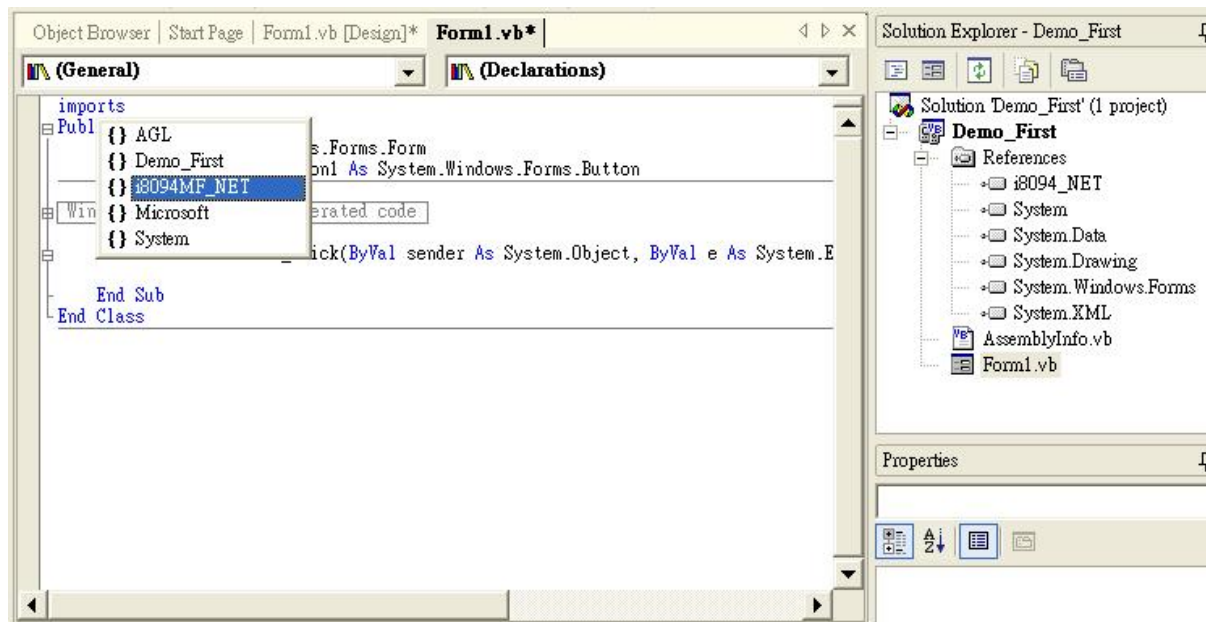 Object Browser | Start Page | Form1.vb [Design]* Form1.vb*
(General) (Declarations)
imports
Publ
{} AGL
s.Forms.Form
{} Demo_First
on1 As System.Windows.Forms.Button
{} i8094MF_NET
Win erated code
{} Microsoft
{} System
_Click(ByVal sender As System.Object, ByVal e As System.E
End Sub
End Class
Solution Explorer - Demo_First
Solution 'Demo_First' (1 project)
Demo_First
References
i8094_NET
System
System.Data
System.Drawing
System.Windows.Forms
System.XML
AssemblyInfo.vb
Form1.vb
Properties